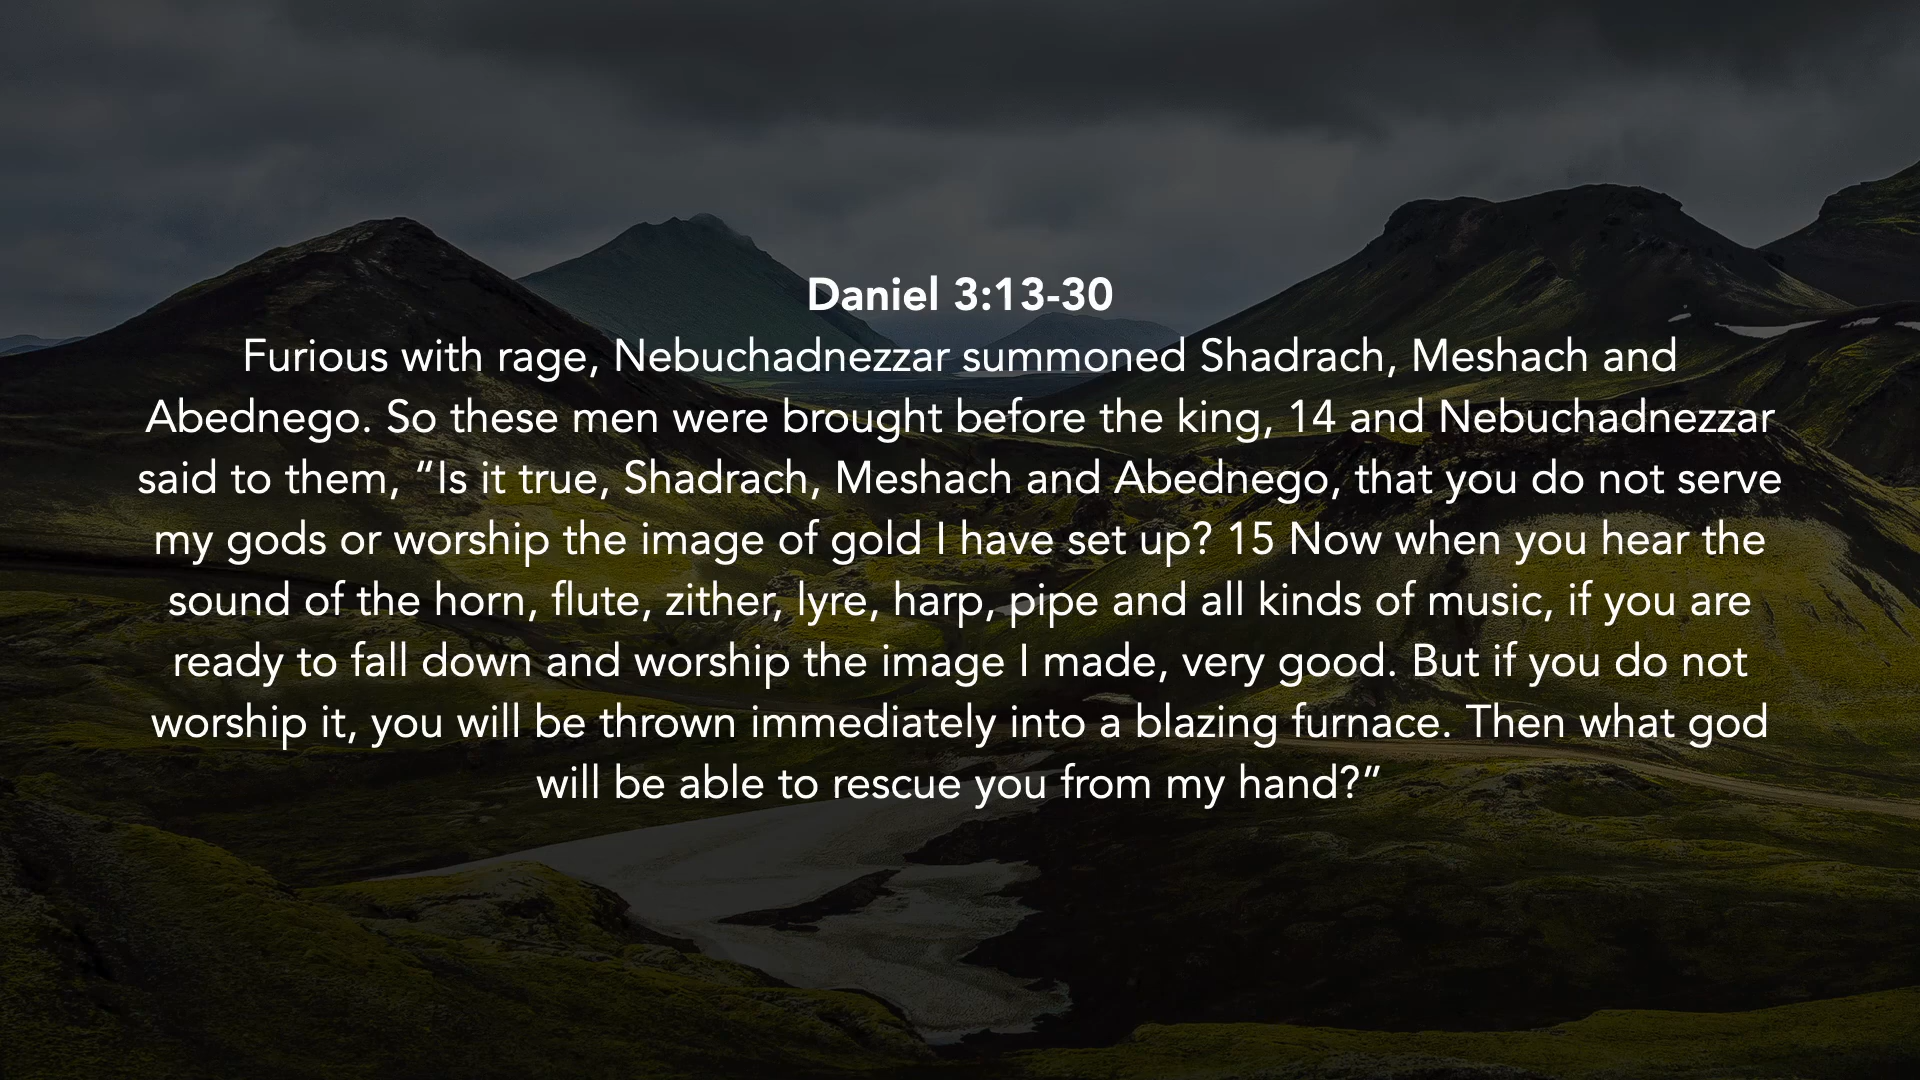 Daniel 3:13-30
Furious with rage, Nebuchadnezzar summoned Shadrach, Meshach and
Abednego. So these men were brought before the king, 14 and Nebuchadnezzar
said to them, “Is it true, Shadrach, Meshach and Abednego, that you do not serve
my gods or worship the image of gold I have set up? 15 Now when you hear the
sound of the horn, flute, zither, lyre, harp, pipe and all kinds of music, if you are
ready to fall down and worship the image I made, very good. But if you do not
worship it, you will be thrown immediately into a blazing furnace. Then what god
will be able to rescue you from my hand?”